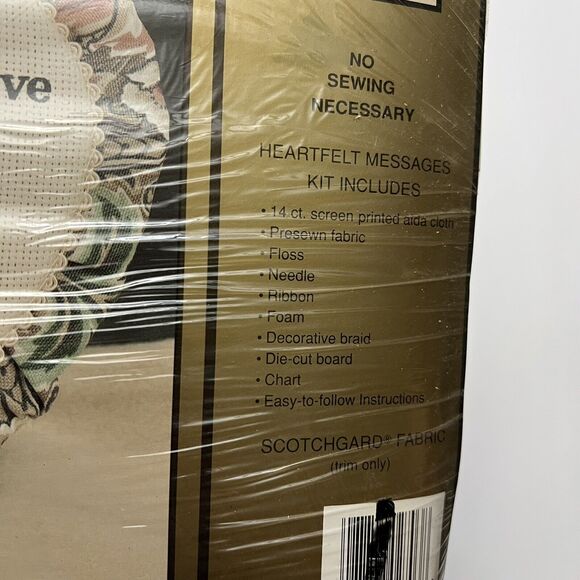 ve
NO
SEWING
NECESSARY
HEARTFELT MESSAGES
KIT INCLUDES
• 14 ct. screen printed aida cloth
• Presewn fabric
• Floss
• Needle
• Ribbon
• Foam
• Decorative braid
• Die-cut board
• Chart
• Easy-to-follow Instructions
SCOTCHGARD® FABRIC
(trim only)